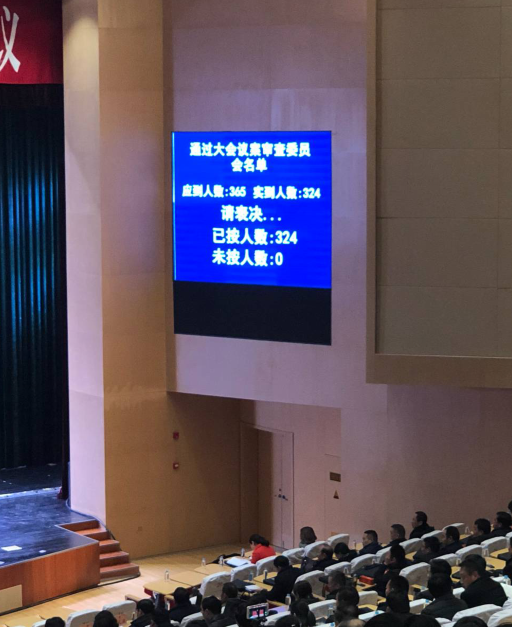 议
通过大会议案审查委员
会名单
应到人数:365 实到人数:324
请表决...
已按人数:324
未按人数:0